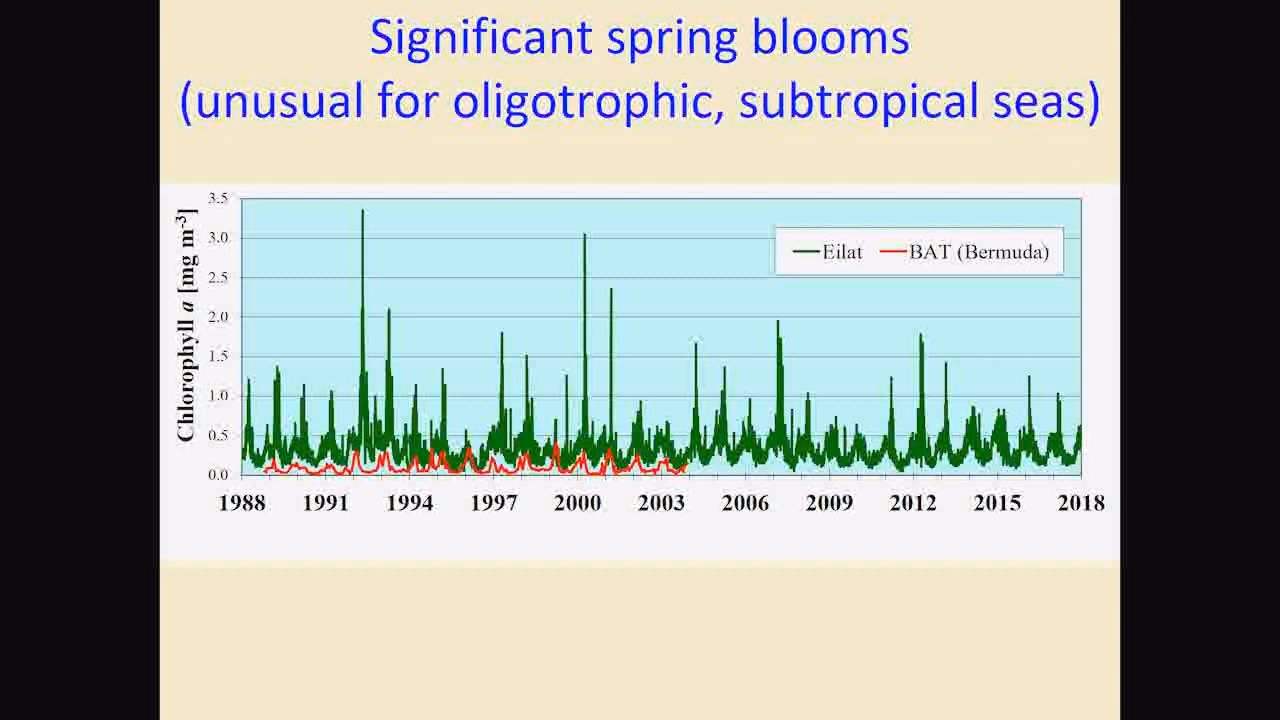 Significant spring blooms
(unusual for oligotrophic, subtropical seas)
Chlorophyll a [mg m-3]
3.5
3.0
2.5
2.0
1.5
1.0
0.5
0.0
Eilat BAT (Bermuda)
1988 1991 1994 1997 2000 2003 2006 2009 2012 2015 2018